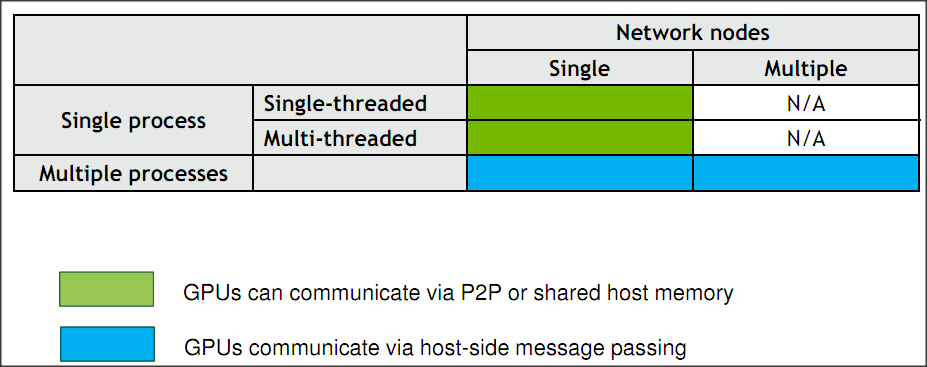 Network nodes
Single Multiple
Single process Single-threaded N/A
Multi-threaded N/A
Multiple processes
GPUs can communicate via P2P or shared host memory
GPUs communicate via host-side message passing